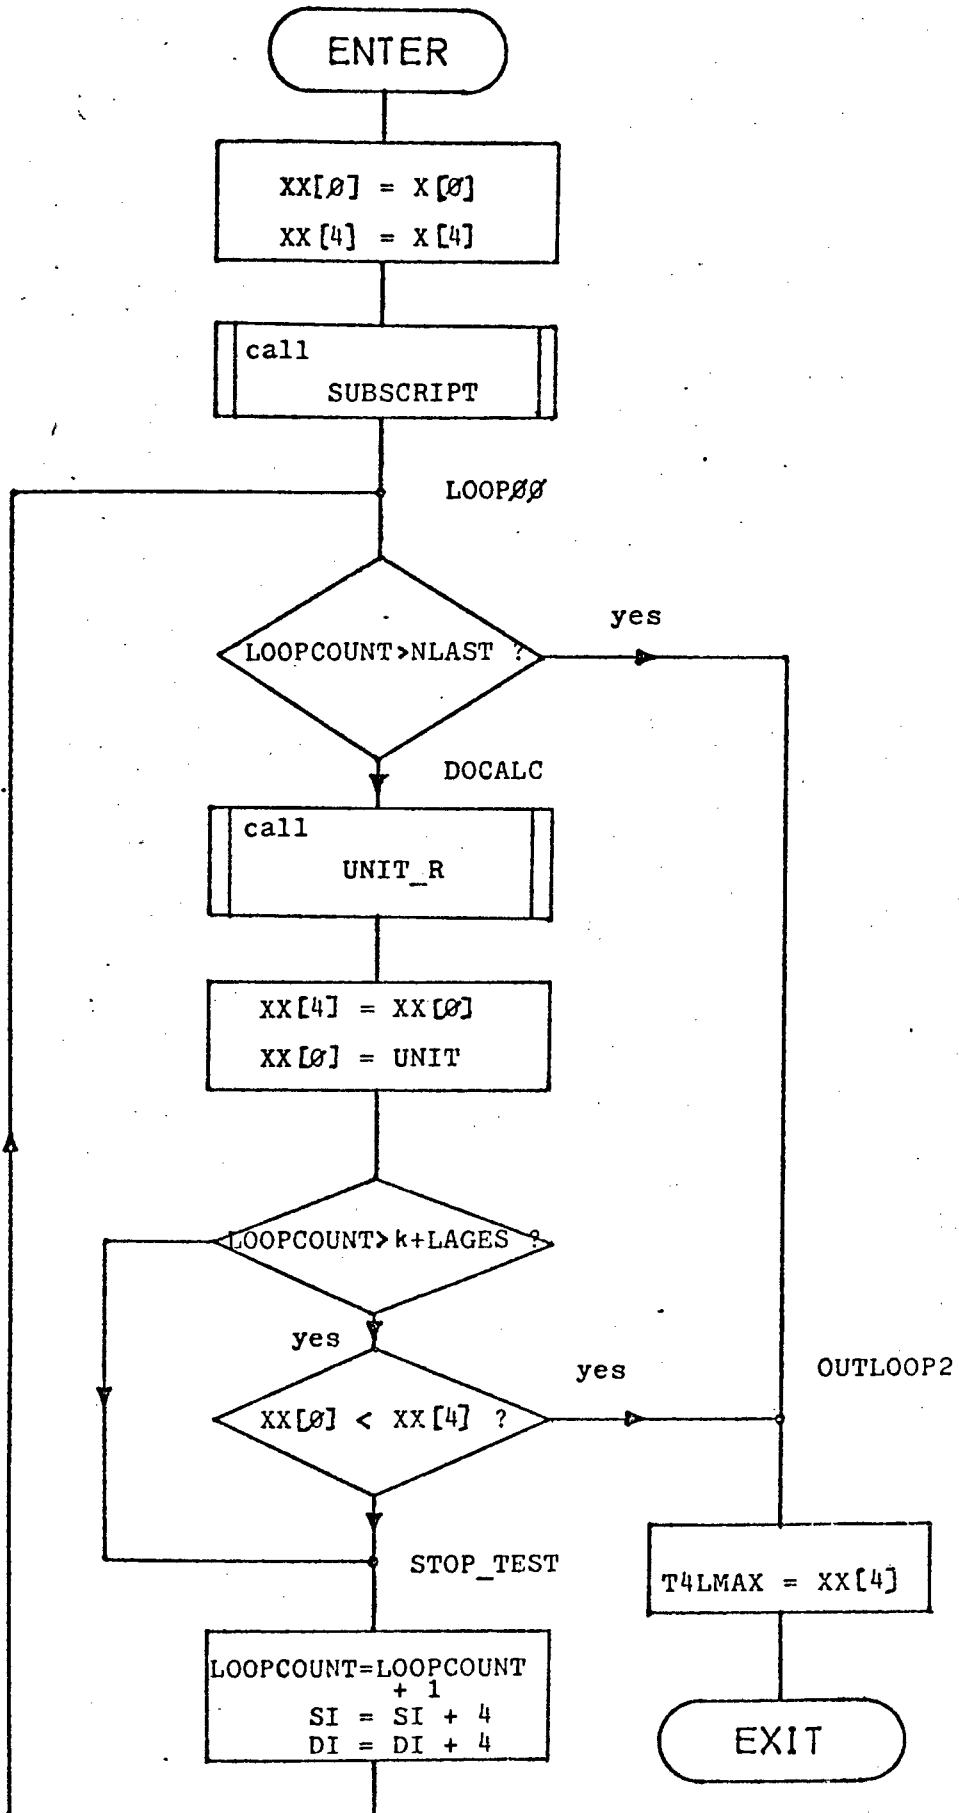 ENTER
XX[Ø] = X[Ø]
XX[4] = X[4]
call
SUBSCRIPT
LOOPØØ
yes
LOOPCOUNT>NLAST ?
DOCALC
call
UNIT_R
XX[4] = XX[Ø]
XX[Ø] = UNIT
LOOPCOUNT>k+LAGES ?
yes
yes
OUTLOOP2
XX[Ø] < XX[4] ?
STOP_TEST
T4LMAX = XX[4]
LOOPCOUNT=LOOPCOUNT
+ 1
SI = SI + 4
DI = DI + 4
EXIT